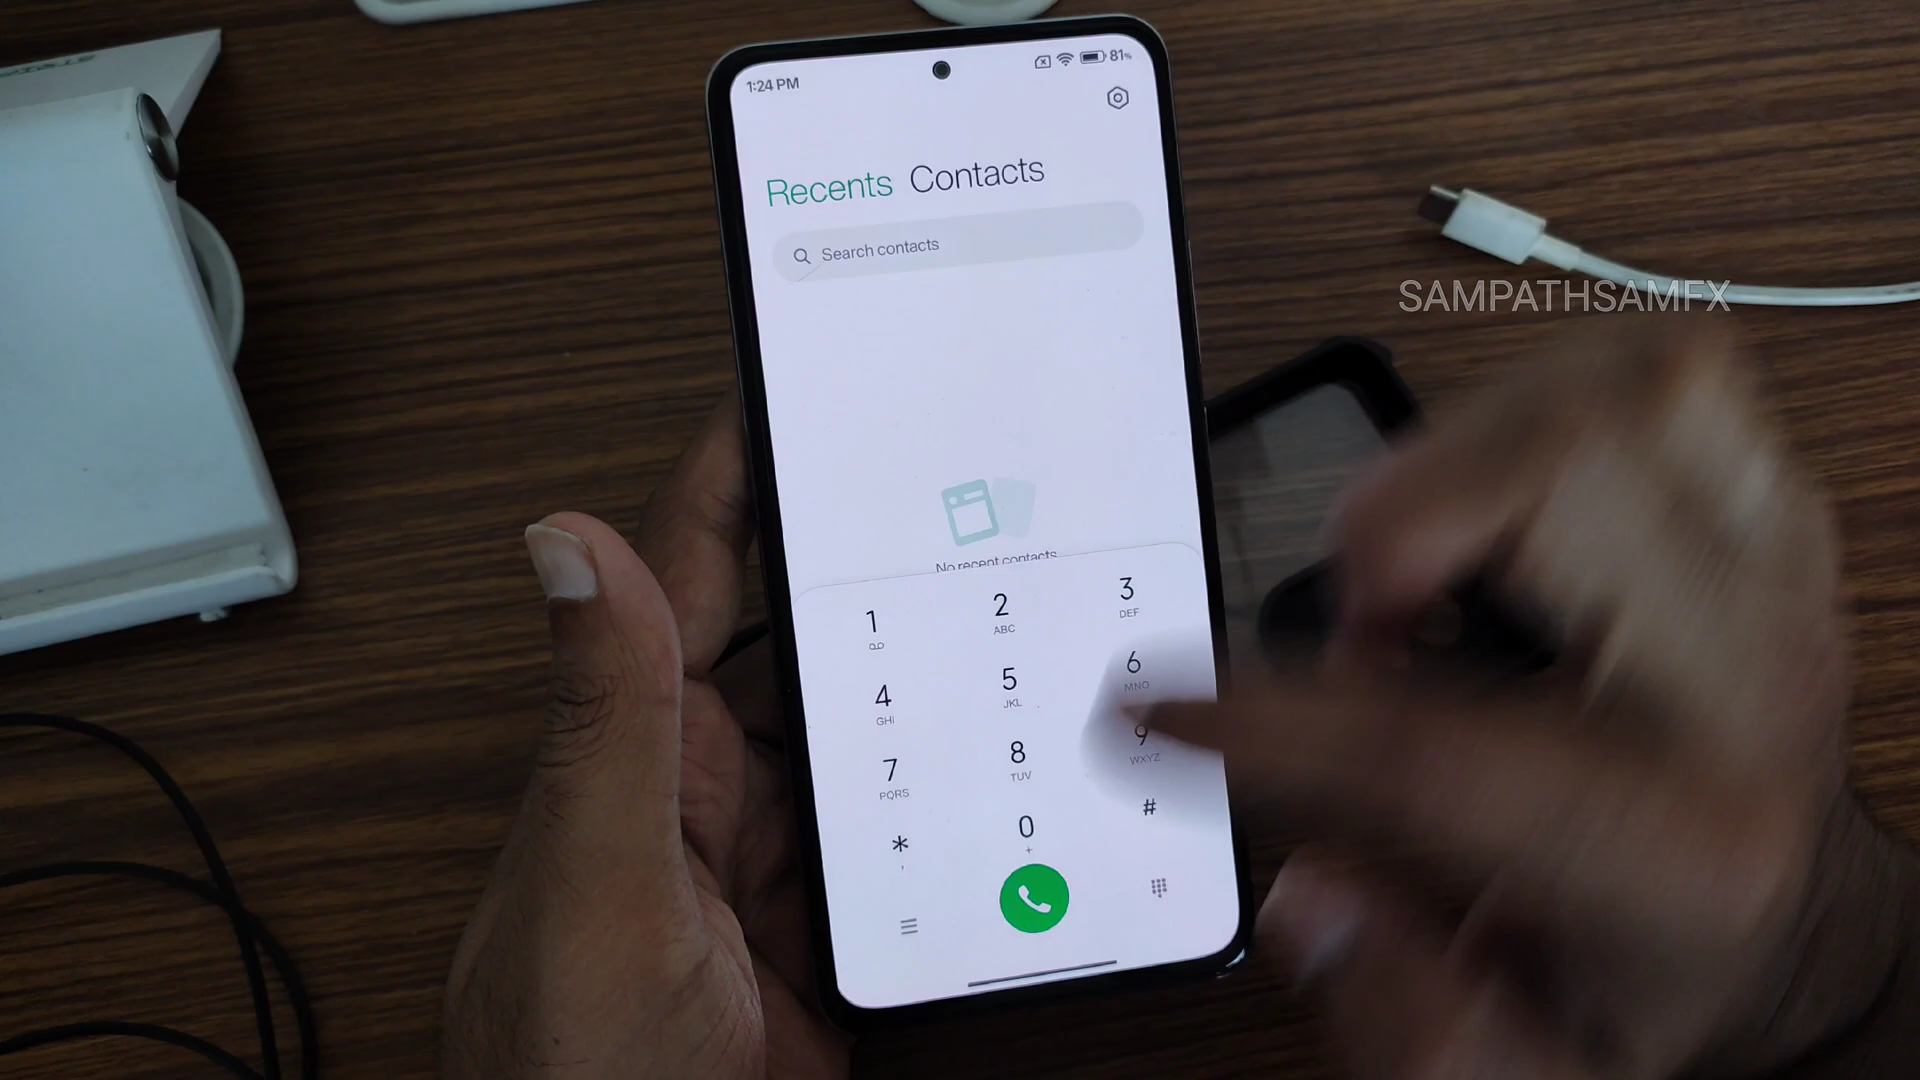 1:24 PM
81%
Recents Contacts
Search contacts
No recent contacts
1 2 3
ABC DEF
4 5 6
GHI JKL MNO
7 8 9
PQRS TUV WXYZ
* 0 #
, +
SAMPATHSAMFX